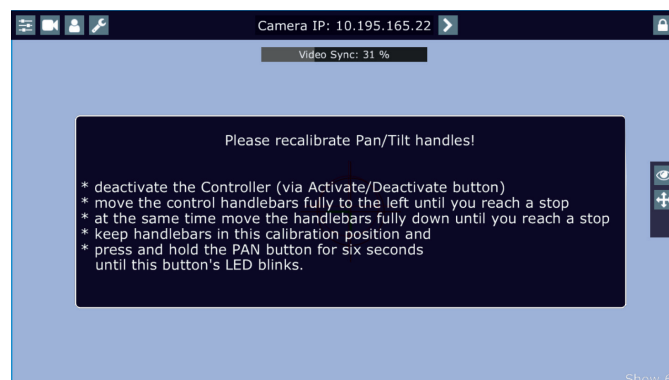 Camera IP: 10.195.165.22
Video Sync: 31 %
Please recalibrate Pan/Tilt handles!
* deactivate the Controller (via Activate/Deactivate button)
* move the control handlebars fully to the left until you reach a stop
* at the same time move the handlebars fully down until you reach a stop
* keep handlebars in this calibration position and
* press and hold the PAN button for six seconds
until this button's LED blinks.
Show